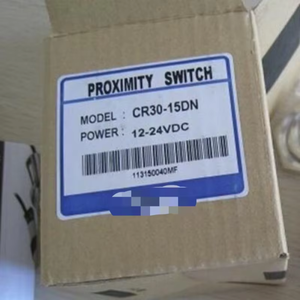 PROXIMITY SWITCH
MODEL : CR30-15DN
POWER : 12-24VDC
113150040MF